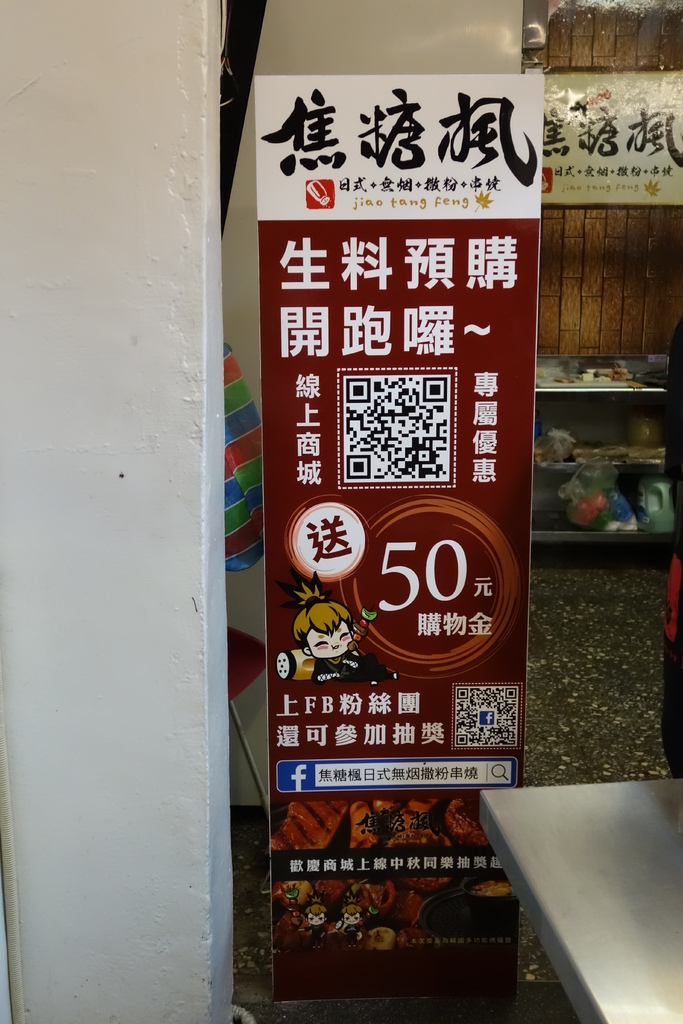 焦糖楓
日式+無烟+撒粉+串燒
jiao tang feng
生料預購
開跑囉~
線上商城
專屬優惠
送
50元
購物金
上FB粉絲團
還可參加抽獎
焦糖楓日式無烟撒粉串燒
焦糖楓
歡慶商城上線中秋同樂抽獎趣
焦糖楓
日式+無烟+撒粉+串燒
jiao tang feng